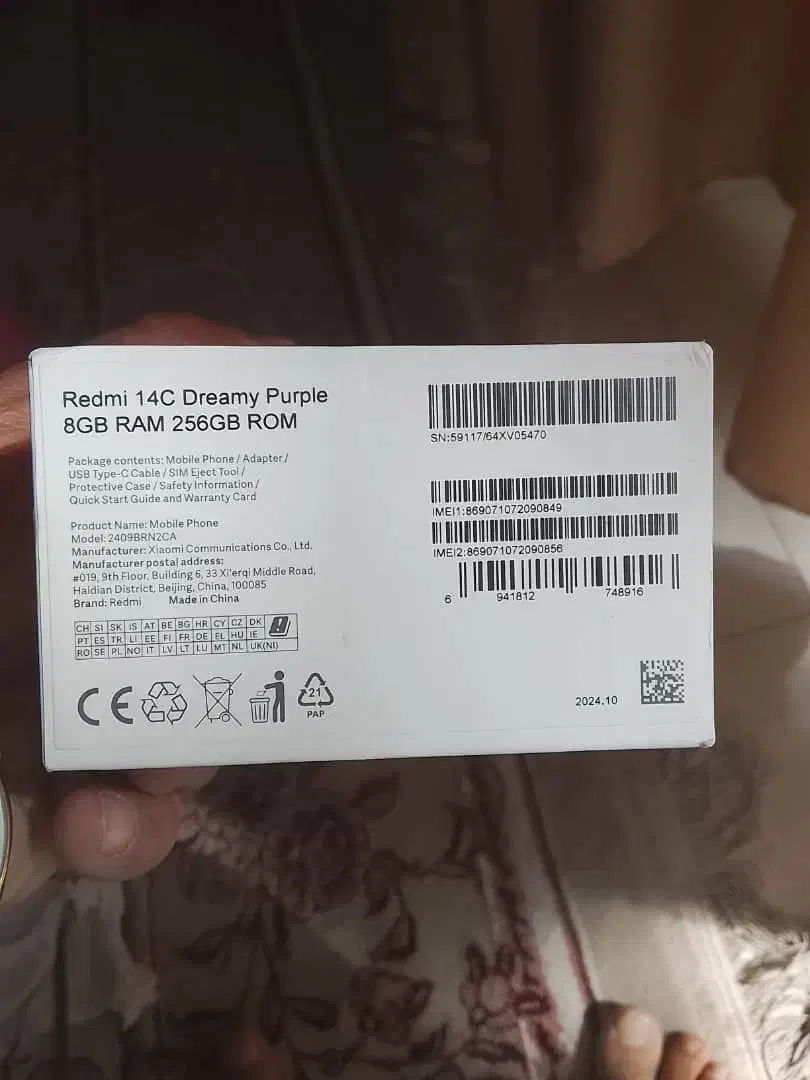 Redmi 14C Dreamy Purple
8GB RAM 256GB ROM
Package contents: Mobile Phone / Adapter /
USB Type-C Cable / SIM Eject Tool /
Protective Case / Safety Information /
Quick Start Guide and Warranty Card
Product Name: Mobile Phone
Model: 2409BRN2CA
Manufacturer: Xiaomi Communications Co., Ltd.
Manufacturer postal address:
#019, 9th Floor, Building 6, 33 Xi'erqi Middle Road,
Haidian District, Beijing, China, 100085
Brand: Redmi Made in China
CH SI SK IS AT BE BG HR CY CZ DK
PT ES TR LI EE FI FR DE EL HU IE
RO SE PL NO IT LV LT LU MT NL UK(NI)
CE
21
PAP
SN:59117/64XV05470
IMEI1:869071072090849
IMEI2:869071072090856
6 941812 748916
2024.10